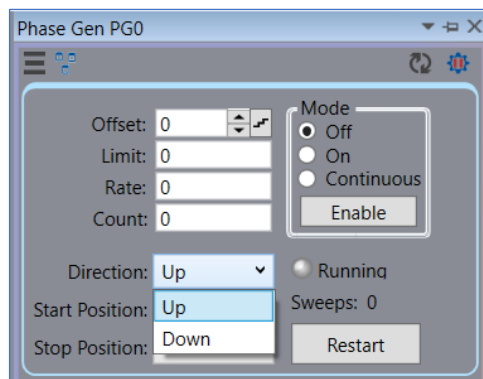 Phase Gen PG0
Offset: 0
Limit: 0
Rate: 0
Count: 0
Mode
Off
On
Continuous
Enable
Direction: Up
Up
Down
Start Position:
Stop Position:
Running
Sweeps: 0
Restart